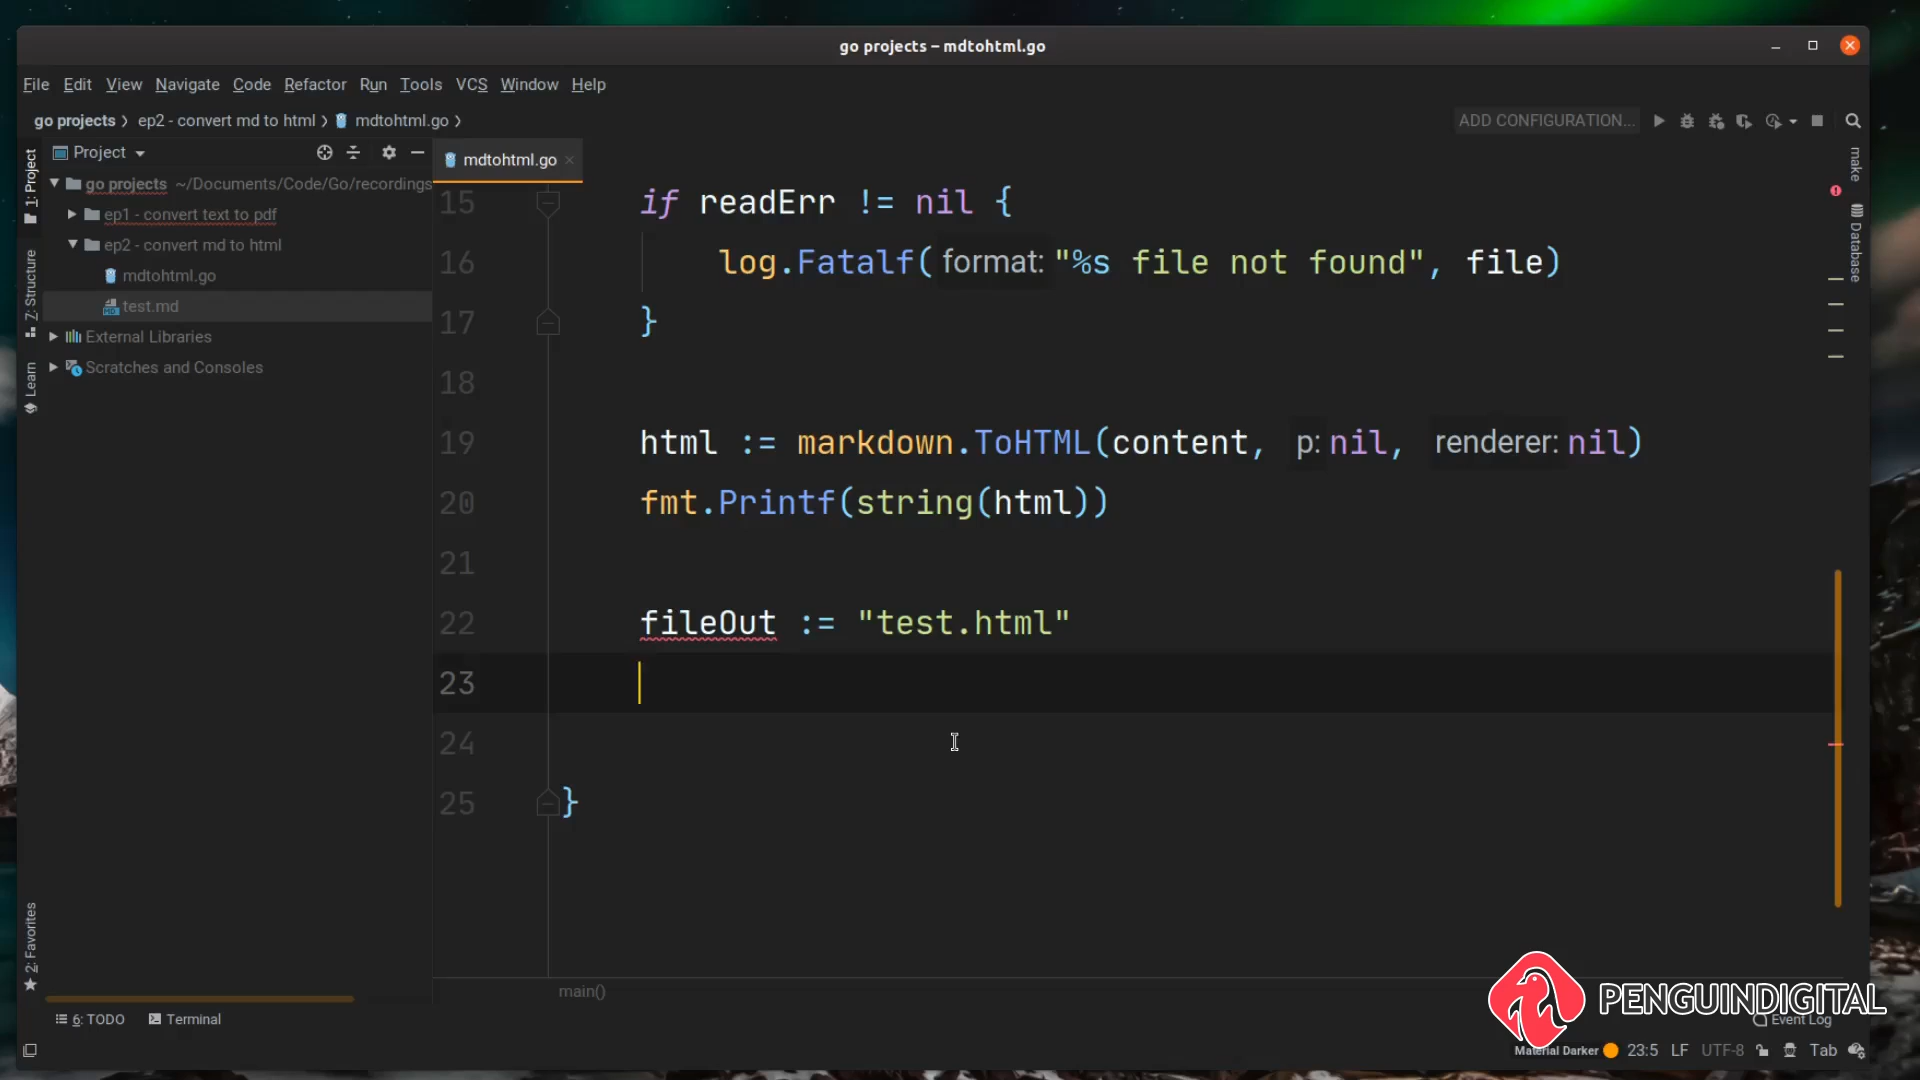 go projects – mdtohtml.go
File Edit View Navigate Code Refactor Run Tools VCS Window Help
go projects ep2 - convert md to html mdtohtml.go
ADD CONFIGURATION...
1: Project
7: Structure
Learn
2: Favorites
Project
go projects ~/Documents/Code/Go/recordings
ep1 - convert text to pdf
ep2 - convert md to html
mdtohtml.go
test.md
External Libraries
Scratches and Consoles
mdtohtml.go
15 if readErr != nil {
16 log.Fatalf( format: "%s file not found", file)
17 }
18
19 html := markdown.ToHTML(content, p: nil, renderer: nil)
20 fmt.Printf(string(html))
21
22 fileOut := "test.html"
23
24
25 }
make
Database
main()
6: TODO Terminal
PENGUINDIGITAL
Event Log
Material Darker 23:5 LF UTF-8 Tab